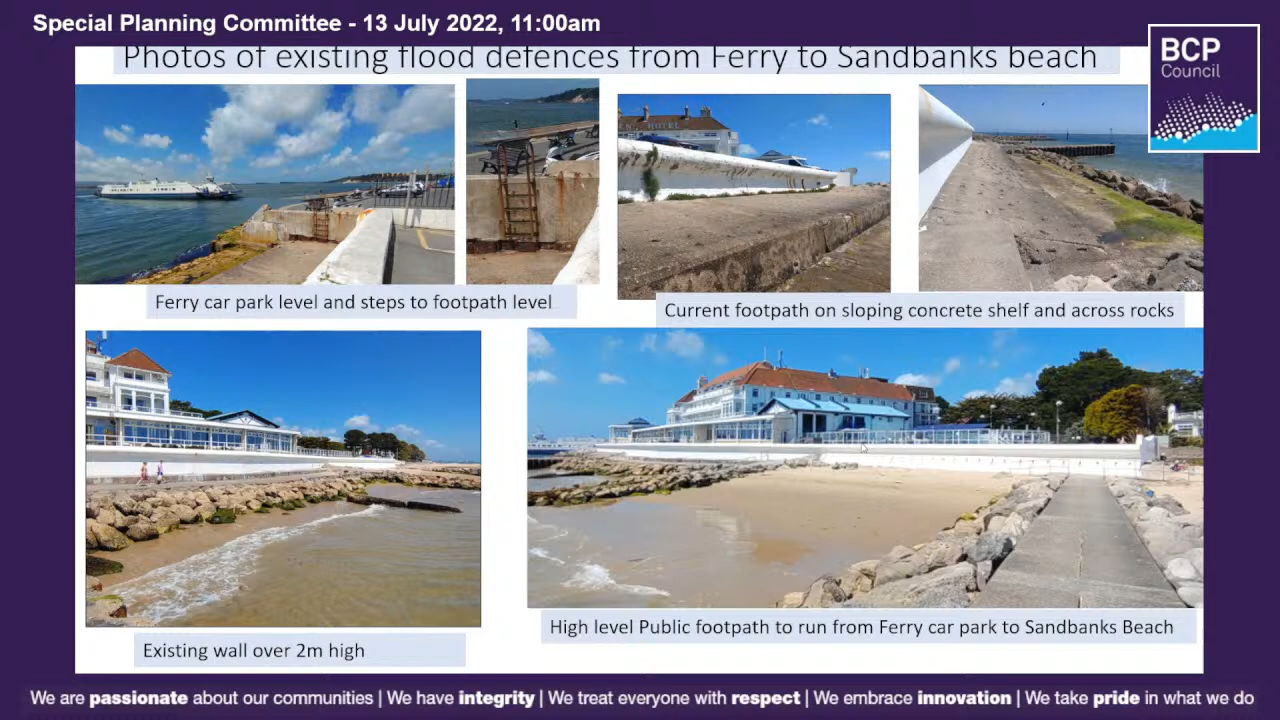 Special Planning Committee - 13 July 2022, 11:00am
BCP
Council
Photos of existing flood defences from Ferry to Sandbanks beach
HOTEL
Ferry car park level and steps to footpath level
Current footpath on sloping concrete shelf and across rocks
Existing wall over 2m high
High level Public footpath to run from Ferry car park to Sandbanks Beach
We are passionate about our communities | We have integrity | We treat everyone with respect | We embrace innovation | We take pride in what we do